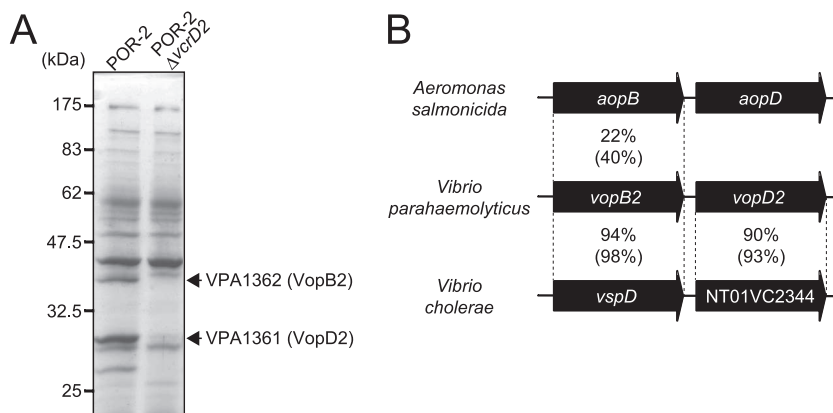 A
B
(kDa)
POR-2
POR-2
ΔvcrD2
175
83
62
47.5
32.5
25
VPA1362 (VopB2)
VPA1361 (VopD2)
Aeromonas
salmonicida
aopB
aopD
22%
(40%)
Vibrio
parahaemolyticus
vopB2
vopD2
94%
(98%)
90%
(93%)
Vibrio
cholerae
vspD
NT01VC2344